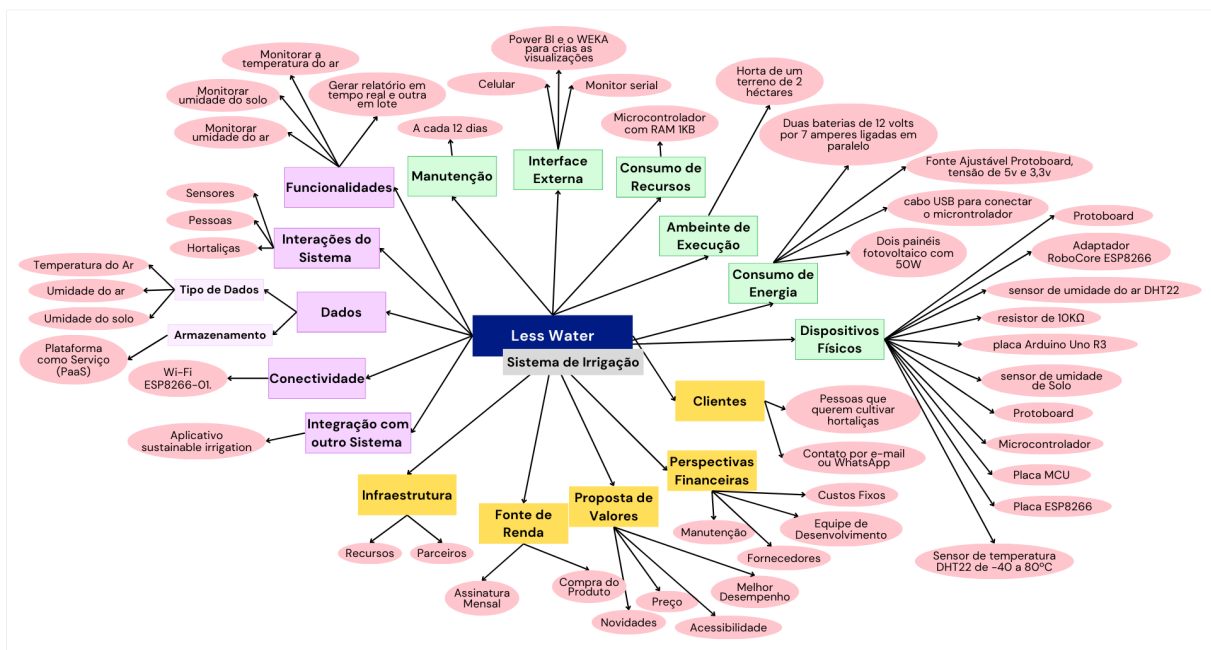 Less Water
Sistema de Irrigação
Funcionalidades
Monitorar a
temperatura do ar
Monitorar
umidade do solo
Monitorar
umidade do ar
Gerar relatório em
tempo real e outra
em lote
Interações do
Sistema
Sensores
Pessoas
Hortaliças
Dados
Tipo de Dados
Temperatura do Ar
Umidade do ar
Umidade do solo
Armazenamento
Plataforma
como Serviço
(PaaS)
Conectividade
Wi-Fi
ESP8266-01.
Integração com
outro Sistema
Aplicativo
sustainable irrigation
Manutenção
A cada 12 dias
Interface
Externa
Celular
Power BI e o WEKA
para crias as
visualizações
Monitor serial
Consumo de
Recursos
Microcontrolador
com RAM 1KB
Ambeinte de
Execução
Horta de um
terreno de 2
héctares
Consumo de
Energia
Duas baterias de 12 volts
por 7 amperes ligadas em
paralelo
Fonte Ajustável Protoboard,
tensão de 5v e 3,3v
cabo USB para conectar
o microntrolador
Dois painéis
fotovoltaico com
50W
Dispositivos
Físicos
Protoboard
Adaptador
RoboCore ESP8266
sensor de umidade do ar DHT22
resistor de 10KΩ
placa Arduino Uno R3
sensor de umidade
de Solo
Protoboard
Microcontrolador
Placa MCU
Placa ESP8266
Sensor de temperatura
DHT22 de -40 a 80ºC
Clientes
Pessoas que
querem cultivar
hortaliças
Contato por e-mail
ou WhatsApp
Perspectivas
Financeiras
Custos Fixos
Equipe de
Desenvolvimento
Fornecedores
Manutenção
Proposta de
Valores
Melhor
Desempenho
Acessibilidade
Preço
Novidades
Fonte de
Renda
Assinatura
Mensal
Compra do
Produto
Infraestrutura
Recursos
Parceiros